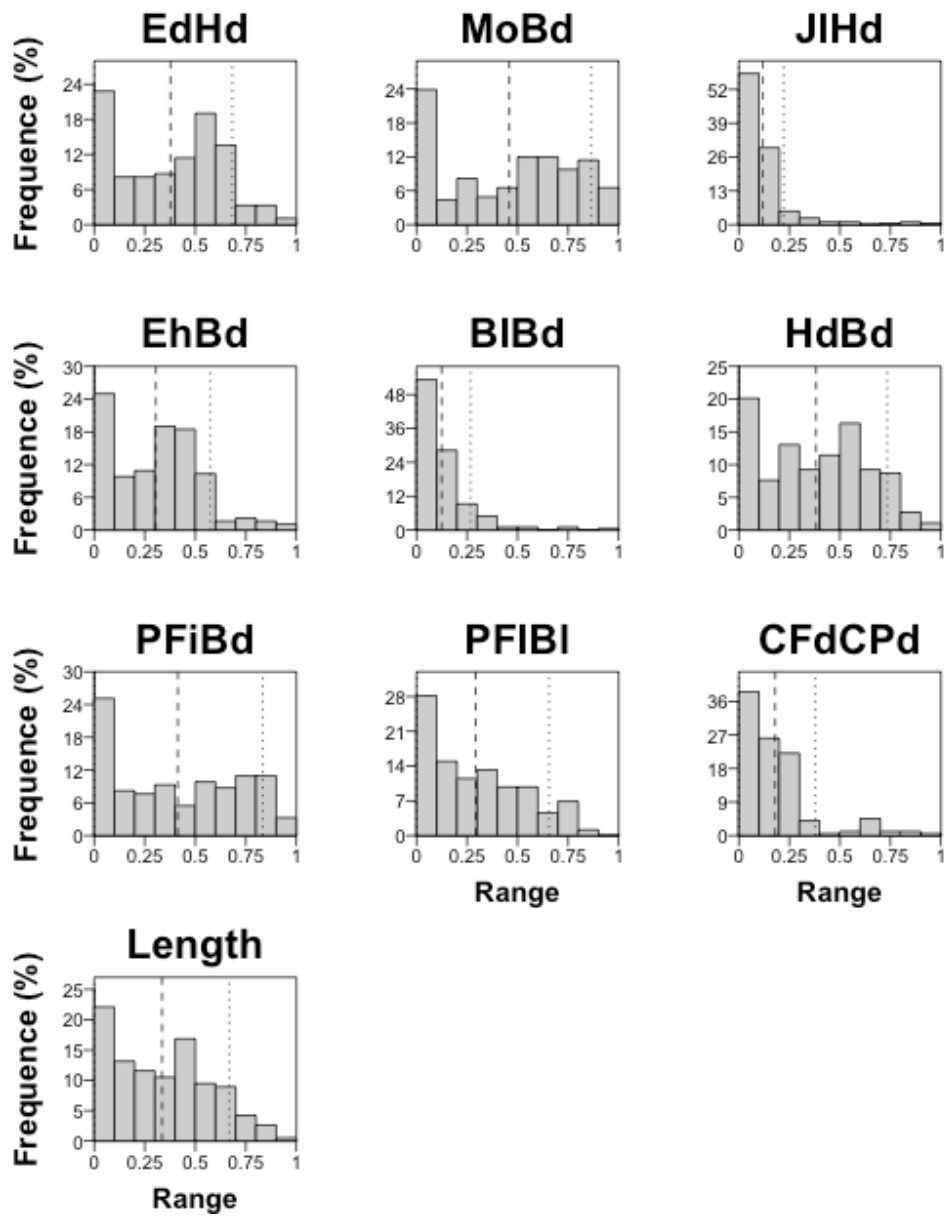 EdHd MoBd JlHd
Frequence (%)
24 18 12 6 0
0 0.25 0.5 0.75 1
24 18 12 6 0
0 0.25 0.5 0.75 1
52 39 26 13 0
0 0.25 0.5 0.75 1
EhBd BlBd HdBd
Frequence (%)
30 24 18 12 6 0
0 0.25 0.5 0.75 1
48 36 24 12 0
0 0.25 0.5 0.75 1
25 20 15 10 5 0
0 0.25 0.5 0.75 1
PFiBd PFlBl CFdCPd
Frequence (%)
30 24 18 12 6 0
0 0.25 0.5 0.75 1
28 21 14 7 0
0 0.25 0.5 0.75 1
Range
36 27 18 9 0
0 0.25 0.5 0.75 1
Range
Length
Frequence (%)
25 20 15 10 5 0
0 0.25 0.5 0.75 1
Range